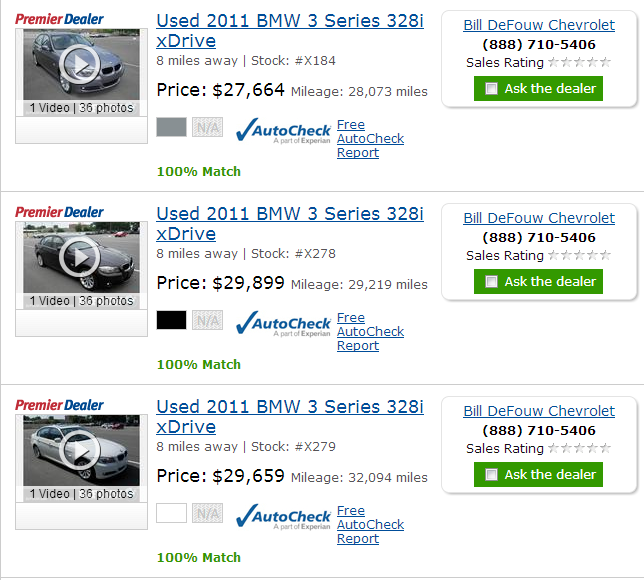 Premier Dealer
1 Video | 36 photos
Used 2011 BMW 3 Series 328i
xDrive
8 miles away | Stock: #X184
Price: $27,664 Mileage: 28,073 miles
N/A
AutoCheck
A part of Experian
Free
AutoCheck
Report
100% Match
Bill DeFouw Chevrolet
(888) 710-5406
Sales Rating
Ask the dealer
Premier Dealer
1 Video | 36 photos
Used 2011 BMW 3 Series 328i
xDrive
8 miles away | Stock: #X278
Price: $29,899 Mileage: 29,219 miles
N/A
AutoCheck
A part of Experian
Free
AutoCheck
Report
100% Match
Bill DeFouw Chevrolet
(888) 710-5406
Sales Rating
Ask the dealer
Premier Dealer
1 Video | 36 photos
Used 2011 BMW 3 Series 328i
xDrive
8 miles away | Stock: #X279
Price: $29,659 Mileage: 32,094 miles
N/A
AutoCheck
A part of Experian
Free
AutoCheck
Report
100% Match
Bill DeFouw Chevrolet
(888) 710-5406
Sales Rating
Ask the dealer